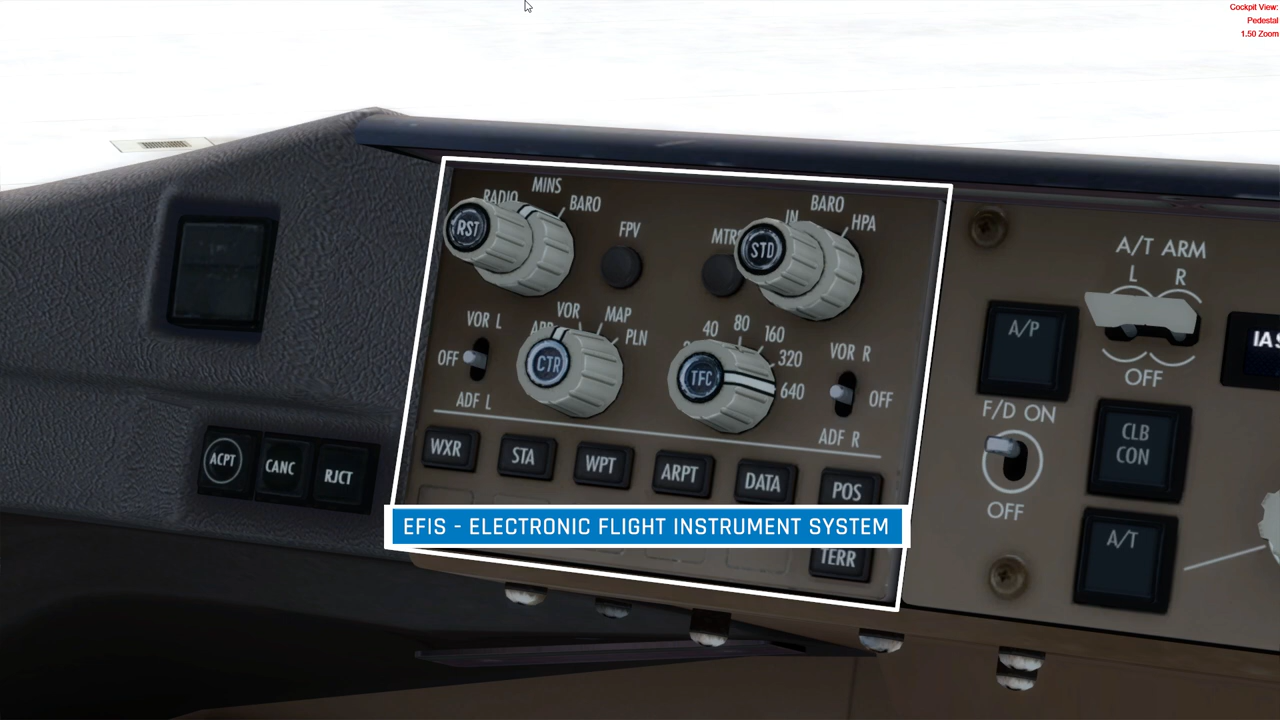 Cockpit View:
Pedestal
1.50 Zoom
MINS
RADIO
BARO
RST
FPV
MTRS
BARO
IN
HPA
STD
VOR L
OFF
ADF L
APP
VOR
MAP
PLN
CTR
40
80
160
320
640
TFC
VOR R
OFF
ADF R
WXR
STA
WPT
ARPT
DATA
POS
TERR
EFIS - ELECTRONIC FLIGHT INSTRUMENT SYSTEM
ACPT
CANC
RJCT
A/T ARM
L
R
OFF
A/P
F/D ON
OFF
CLB
CON
A/T
IAS